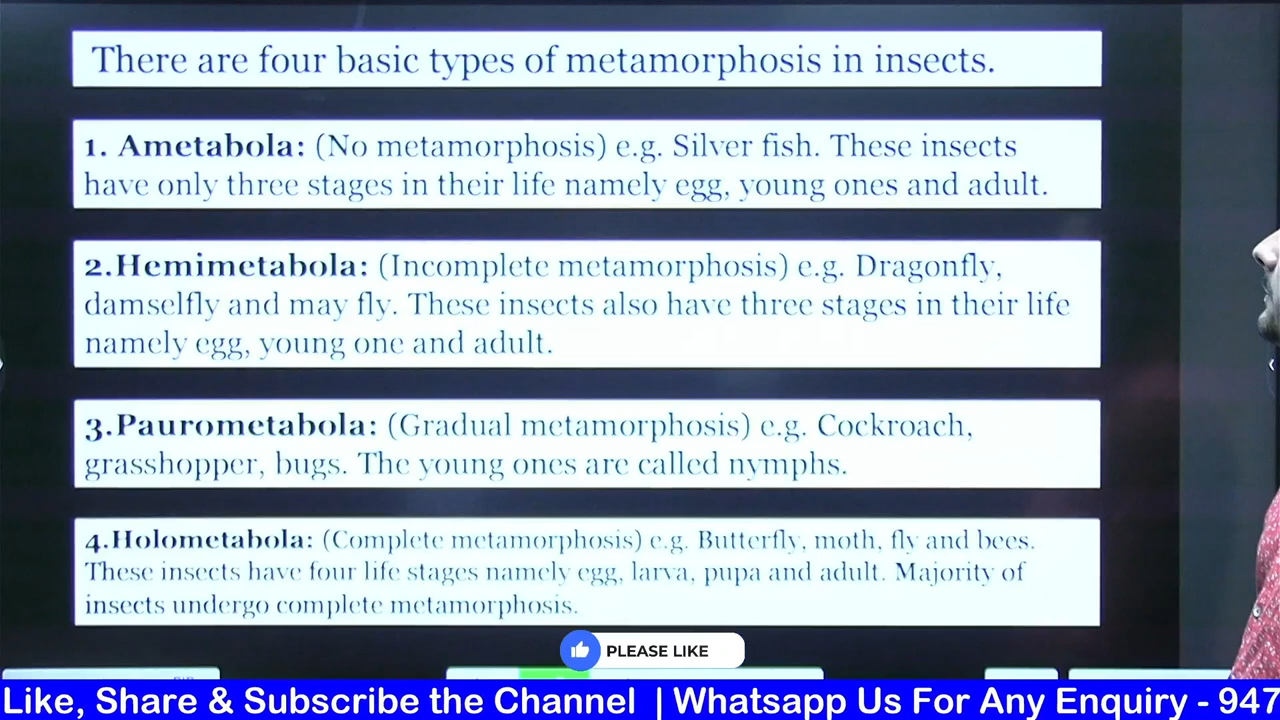 There are four basic types of metamorphosis in insects.
1. Ametabola: (No metamorphosis) e.g. Silver fish. These insects
have only three stages in their life namely egg, young ones and adult.
2.Hemimetabola: (Incomplete metamorphosis) e.g. Dragonfly,
damselfly and may fly. These insects also have three stages in their life
namely egg, young one and adult.
3.Paurometabola: (Gradual metamorphosis) e.g. Cockroach,
grasshopper, bugs. The young ones are called nymphs.
4.Holometabola: (Complete metamorphosis) e.g. Butterfly, moth, fly and bees.
These insects have four life stages namely egg, larva, pupa and adult. Majority of
insects undergo complete metamorphosis.
PLEASE LIKE
Like, Share & Subscribe the Channel | Whatsapp Us For Any Enquiry - 947